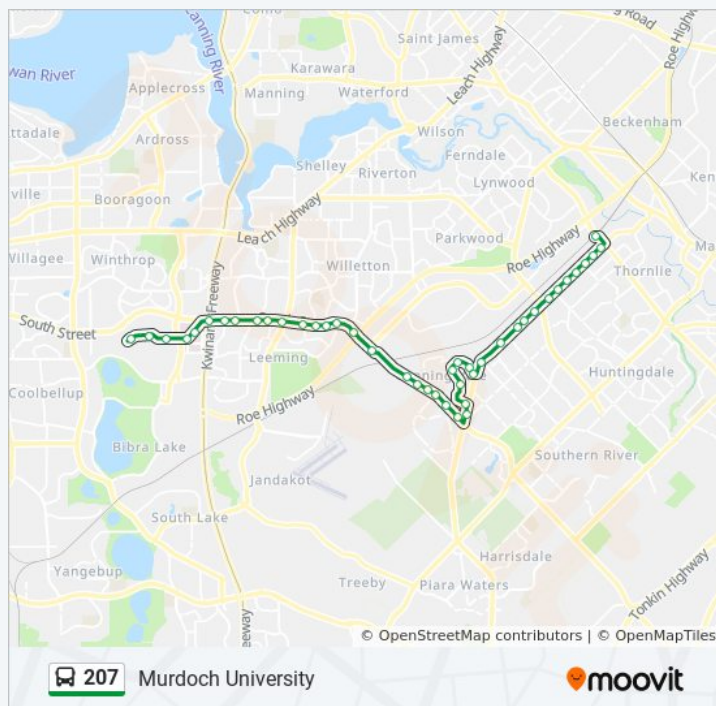 Como
Canning River
Saint James
Leach Highway
Roe Highway
Road
wan River
Karawara
Applecross
Manning
Waterford
Beckenham
ttadale
Ardross
Wilson
Shelley
Ferndale
Ken
ville
Riverton
Lynwood
Booragoon
Leach Highway
Parkwood
Roe Highway
Willagee
Winthrop
Willetton
Thornlie
Ma
South Street
Kwinana Freeway
Leeming
Huntingdale
Coolbellup
Roe Highway
Bibra Lake
Southern River
Jandakot
South Lake
Harrisdale
Yangebup
Treeby
Piara Waters
Tonkin Highway
eeway
© OpenStreetMap contributors | © OpenMapTiles
207 Murdoch University
moovit